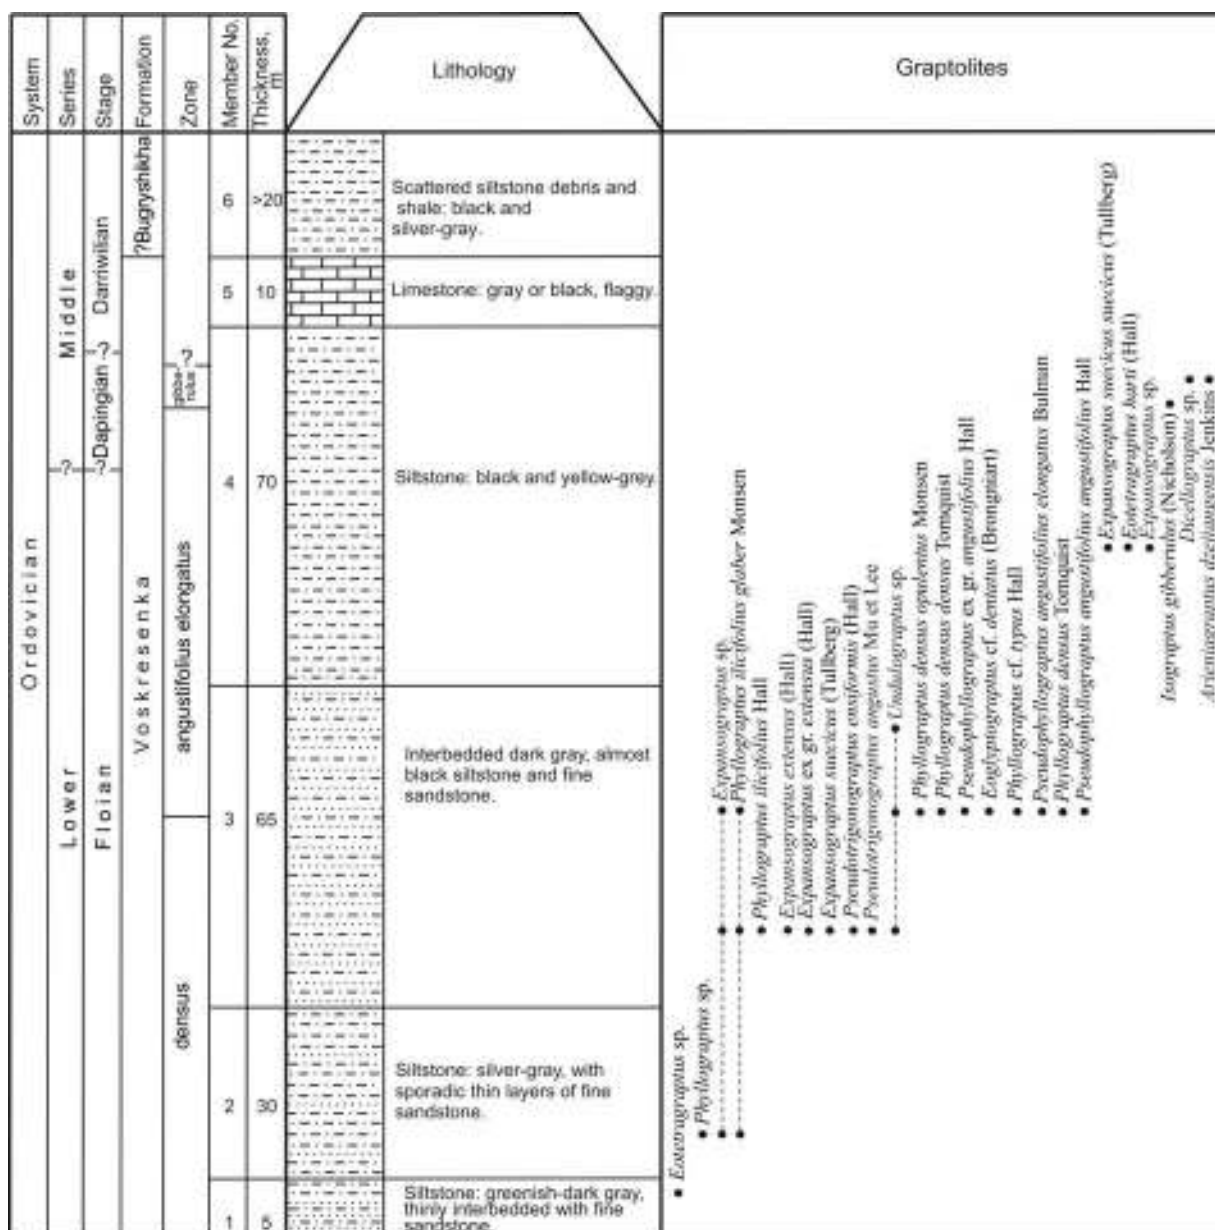 System
Series
Stage
Formation
Zone
Member No.
Thickness,
m
Lithology
Graptolites
Ordovician
Middle
?
Lower
Darriwilian
?
Dapingian
?
Florian
?Bugryshikha
Voskresenka
?
gibbe-
rulus
angustifolius elongatus
densus
6
>20
Scattered siltstone debris and
shale: black and
silver-gray.
5
10
Limestone: gray or black, flaggy.
4
70
Siltstone: black and yellow-grey.
3
65
Interbedded dark gray, almost
black siltstone and fine
sandstone.
2
30
Siltstone: silver-gray, with
sporadic thin layers of fine
sandstone.
1
5
Siltstone: greenish-dark gray,
thinly interbedded with fine
sandstone.
Eotetragraptus sp.
Phyllograptus sp.
Expansograptus sp.
Phyllograptus ilicifolius glaber Monsen
Phyllograptus ilicifolius Hall
Expansograptus extensus (Hall)
Expansograptus ex gr. extensus (Hall)
Expansograptus suecicus (Tullberg)
Pseudotrigonograptus ensiformis (Hall)
Pseudotrigonograptus angustus Mu et Lee
Undulograptus sp.
Phyllograptus densus opulentus Monsen
Phyllograptus densus densus Tornquist
Pseudophyllograptus ex gr. angustifolius Hall
Eoglyptograptus cf. dentatus (Brongniart)
Phyllograptus cf. typus Hall
Pseudophyllograptus angustifolius elongatus Bulman
Phyllograptus densus Tornquist
Pseudophyllograptus angustifolius angustifolius Hall
Expansograptus suecicus suecicus (Tullberg)
Eotetragraptus harti (Hall)
Expansograptus sp.
Isograptus gibberulus (Nicholson)
Dicellograptus sp.
Arieniagraptus dzeliangensis Jenkins